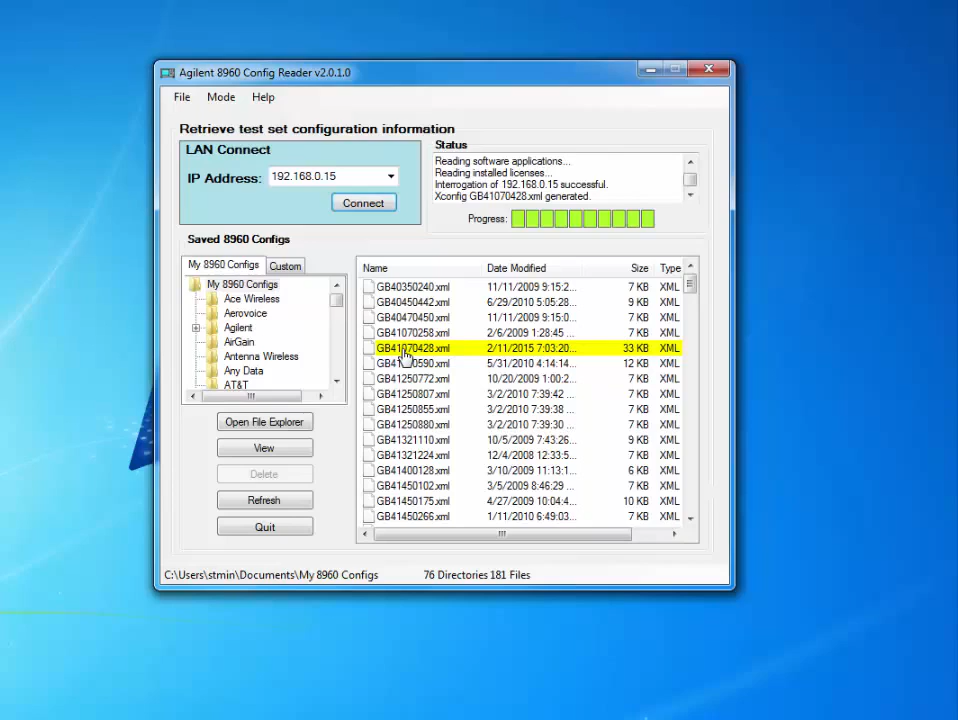 Agilent 8960 Config Reader v2.0.1.0
File Mode Help
Retrieve test set configuration information
LAN Connect
IP Address: 192.168.0.15
Connect
Status
Reading software applications...
Reading installed licenses...
Interrogation of 192.168.0.15 successful.
Xconfig GB41070428.xml generated.
Progress:
Saved 8960 Configs
My 8960 Configs Custom
My 8960 Configs
Ace Wireless
Aerovoice
Agilent
AirGain
Antenna Wireless
Any Data
AT&T
Open File Explorer
View
Delete
Refresh
Quit
Name Date Modified Size Type
GB40350240.xml 11/11/2009 9:15:2... 7 KB XML
GB40450442.xml 6/29/2010 5:05:28... 9 KB XML
GB40470450.xml 11/11/2009 9:15:0... 7 KB XML
GB41070258.xml 2/6/2009 1:28:45 ... 7 KB XML
GB41070428.xml 2/11/2015 7:03:20... 33 KB XML
5/31/2010 4:14:14... 12 KB XML
GB41250772.xml 10/20/2009 1:00:2... 7 KB XML
GB41250807.xml 3/2/2010 7:39:42 ... 7 KB XML
GB41250855.xml 3/2/2010 7:39:38 ... 7 KB XML
GB41250880.xml 3/2/2010 7:39:30 ... 7 KB XML
GB41321110.xml 10/5/2009 7:43:26... 9 KB XML
GB41321224.xml 12/4/2008 12:33:5... 7 KB XML
GB41400128.xml 3/10/2009 11:13:1... 6 KB XML
GB41450102.xml 3/5/2009 8:46:29 ... 7 KB XML
GB41450175.xml 4/27/2009 10:04:4... 10 KB XML
GB41450266.xml 1/11/2010 6:49:03... 7 KB XML
C:\Users\stmin\Documents\My 8960 Configs 76 Directories 181 Files